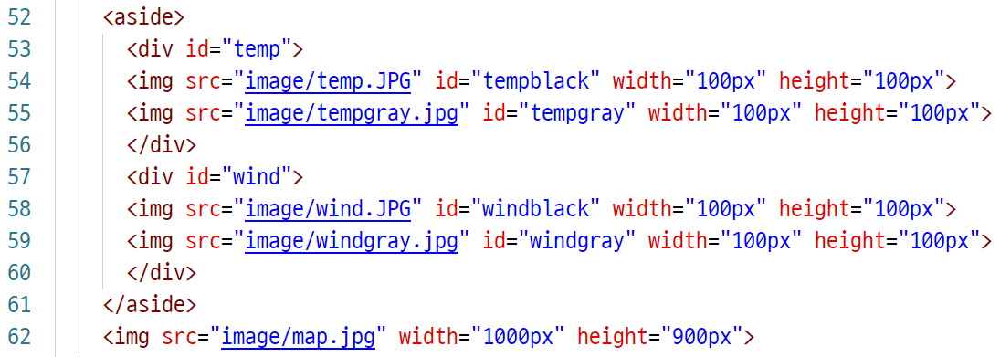 52 <aside>
53 <div id="temp">
54 <img src="image/temp.JPG" id="tempblack" width="100px" height="100px">
55 <img src="image/tempgray.jpg" id="tempgray" width="100px" height="100px">
56 </div>
57 <div id="wind">
58 <img src="image/wind.JPG" id="windblack" width="100px" height="100px">
59 <img src="image/windgray.jpg" id="windgray" width="100px" height="100px">
60 </div>
61 </aside>
62 <img src="image/map.jpg" width="1000px" height="900px">